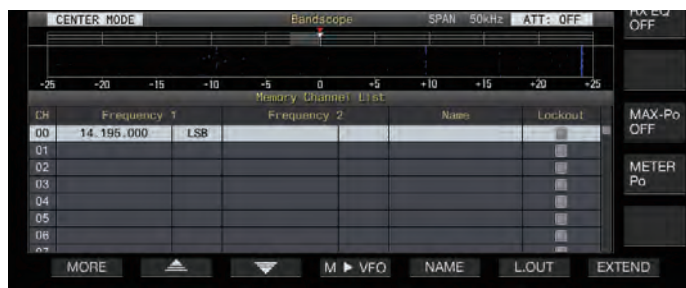 CENTER MODE Bandscope SPAN 50kHz ATT: OFF RX EQ
OFF
-25 -20 -15 -10 -5 0 +5 +10 +15 +20 +25
Memory Channel List
CH Frequency 1 Frequency 2 Name Lockout MAX-Po
OFF
00 14.195.000 LSB
01
02 METER
Po
03
04
05
06
07
MORE M ▶ VFO NAME L.OUT EXTEND